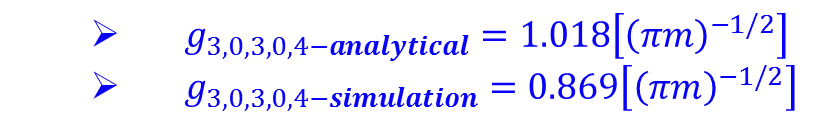 ➢ g₃,₀,₃,₀,₄₋analytical = 1.018[(πm)⁻¹/²]
➢ g₃,₀,₃,₀,₄₋simulation = 0.869[(πm)⁻¹/²]